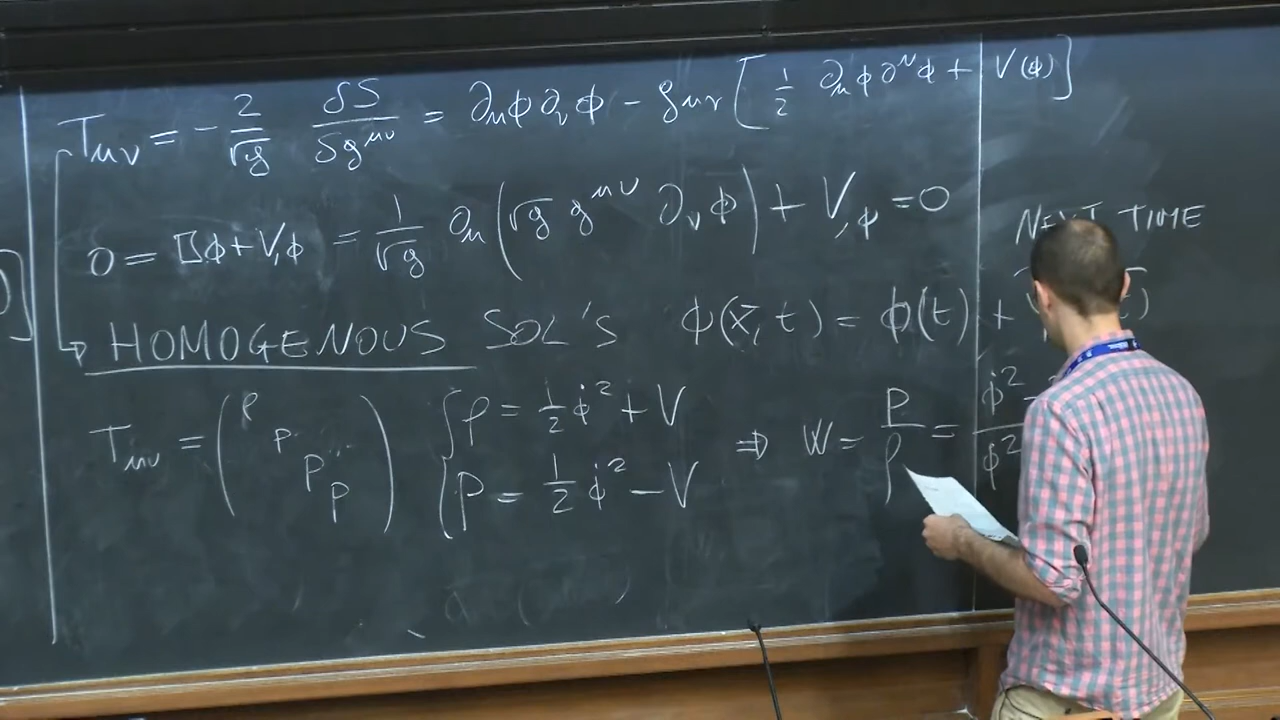 T_{μν} = - 2/√g δS/δg^{μν} = ∂_μϕ∂_νϕ - g_{μν} [ 1/2 ∂_μϕ∂^μϕ + V(ϕ) ]
0 = □ϕ + V,ϕ = 1/√g ∂_μ ( √g g^{μν} ∂_νϕ ) + V,ϕ = 0
NEXT TIME
HOMOGENOUS SOL'S ϕ(x⃗, t) = ϕ(t) +
T_{μν} = ( ρ P P P ) { ρ = 1/2 ϕ̇² + V
P = 1/2 ϕ̇² - V ⇒ W = P/ρ = ϕ̇² / ϕ̇²